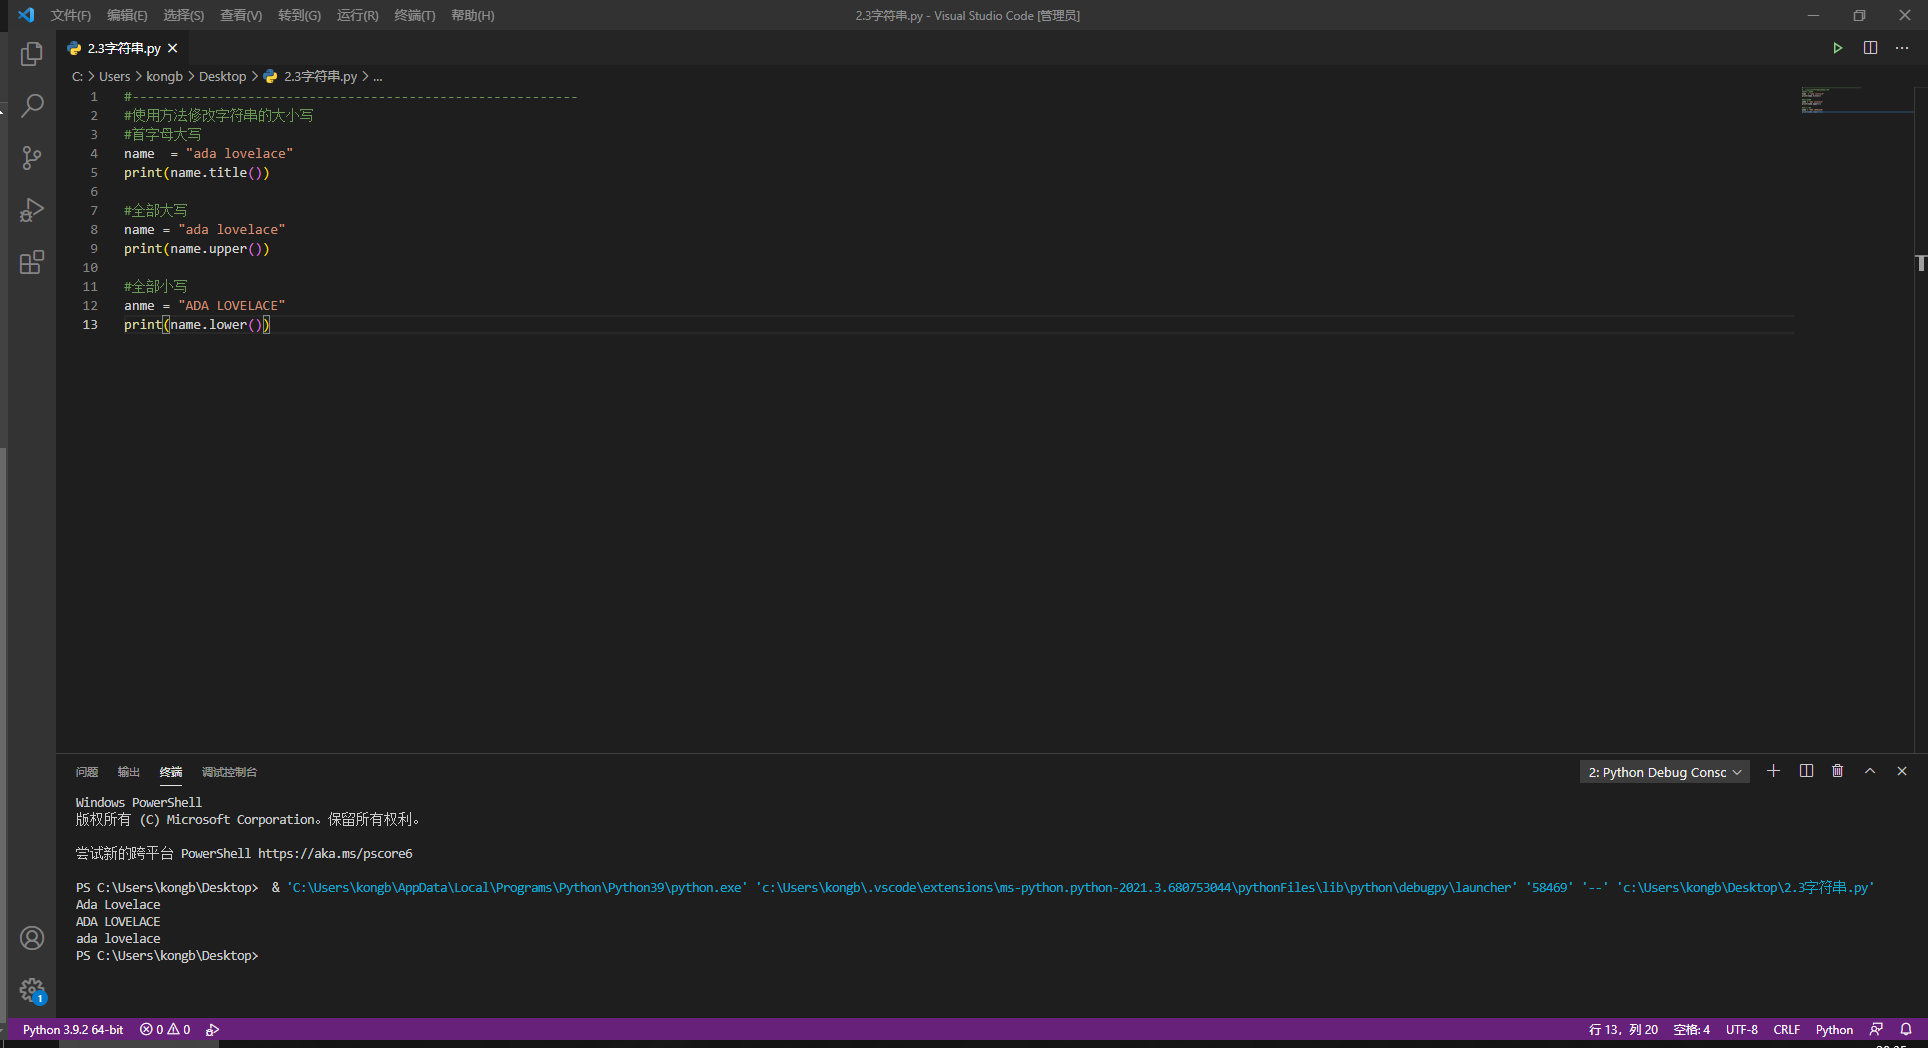 文件(F) 编辑(E) 选择(S) 查看(V) 转到(G) 运行(R) 终端(T) 帮助(H) 2.3字符串.py - Visual Studio Code [管理员]
2.3字符串.py
C: > Users > kongb > Desktop > 2.3字符串.py > ...
1 #----------------------------------------------------------
2 #使用方法修改字符串的大小写
3 #首字母大写
4 name  = "ada lovelace"
5 print(name.title())
6
7 #全部大写
8 name = "ada lovelace"
9 print(name.upper())
10
11 #全部小写
12 anme = "ADA LOVELACE"
13 print(name.lower())
问题 输出 终端 调试控制台 2: Python Debug Consc
Windows PowerShell
版权所有 (C) Microsoft Corporation。保留所有权利。
尝试新的跨平台 PowerShell https://aka.ms/pscore6
PS C:\Users\kongb\Desktop>  & 'C:\Users\kongb\AppData\Local\Programs\Python\Python39\python.exe' 'c:\Users\kongb\.vscode\extensions\ms-python.python-2021.3.680753044\pythonFiles\lib\python\debugpy\launcher' '58469' '--' 'c:\Users\kongb\Desktop\2.3字符串.py'
Ada Lovelace
ADA LOVELACE
ada lovelace
PS C:\Users\kongb\Desktop>
1
Python 3.9.2 64-bit 0 0 行 13, 列 20 空格: 4 UTF-8 CRLF Python